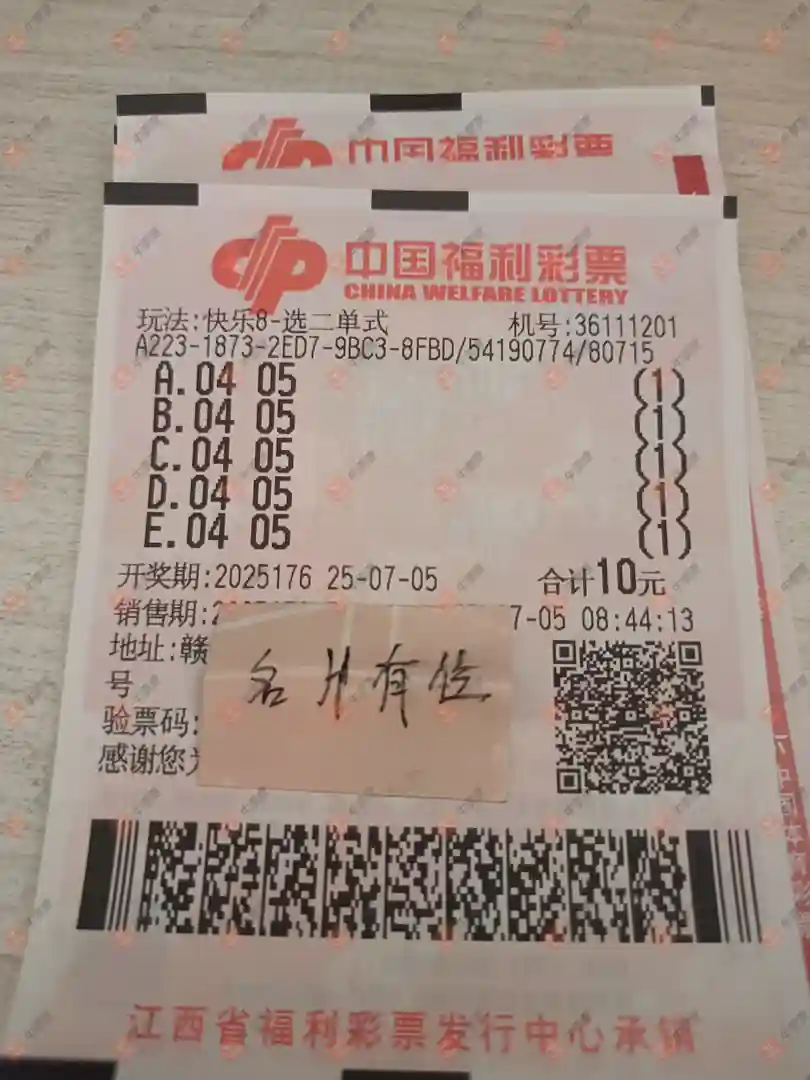 中国福利彩票
中国福利彩票
CHINA WELFARE LOTTERY
玩法:快乐8-选二单式 机号:36111201
A223-1873-2ED7-9BC3-8FBD/54190774/80715
A.04 05 (1)
B.04 05 (1)
C.04 05 (1)
D.04 05 (1)
E.04 05 (1)
开奖期:2025176 25-07-05 合计10元
销售期:2 7-05 08:44:13
地址:赣
号
名片有位
验票码:
感谢您为
江西省福利彩票发行中心承销